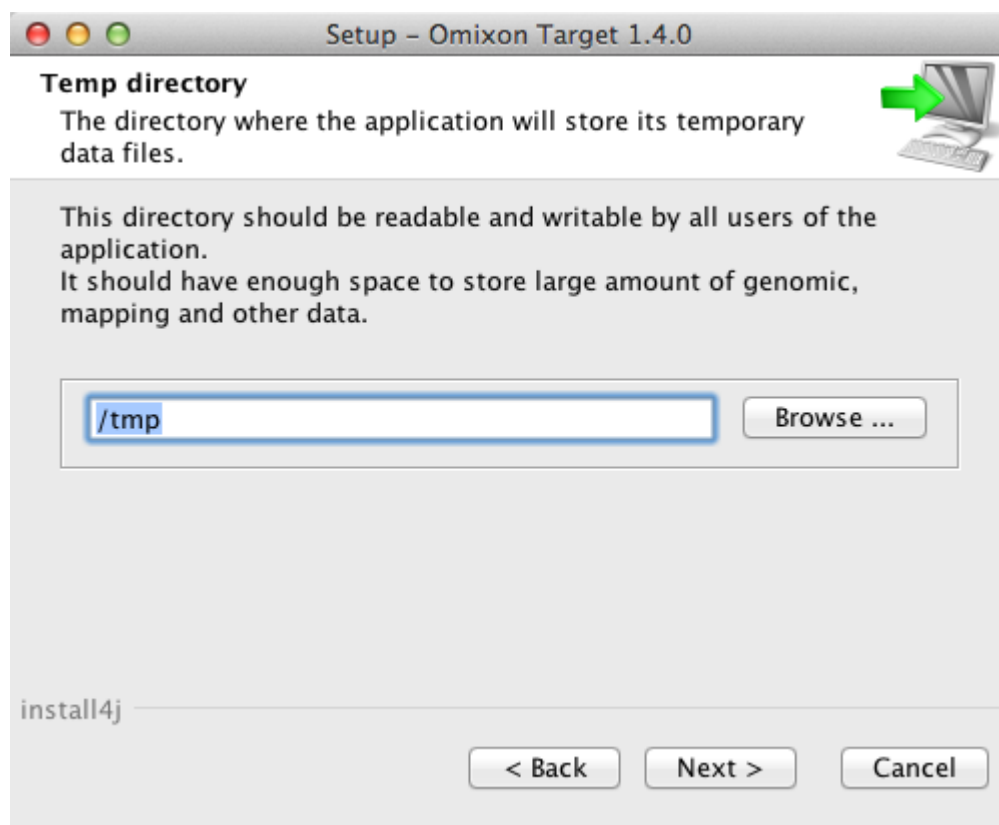 Setup – Omixon Target 1.4.0
Temp directory
The directory where the application will store its temporary
data files.
This directory should be readable and writable by all users of the
application.
It should have enough space to store large amount of genomic,
mapping and other data.
/tmp
Browse ...
install4j
< Back
Next >
Cancel